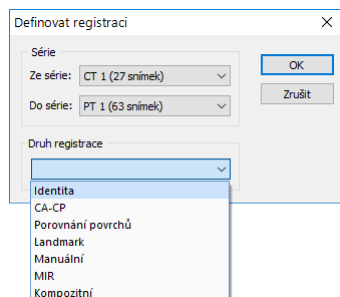 Definovat registraci
Série
Ze série: CT 1 (27 snímek)
OK
Do série: PT 1 (63 snímek)
Zrušit
Druh registrace
Identita
CA-CP
Porovnání povrchů
Landmark
Manuální
MIR
Kompozitní